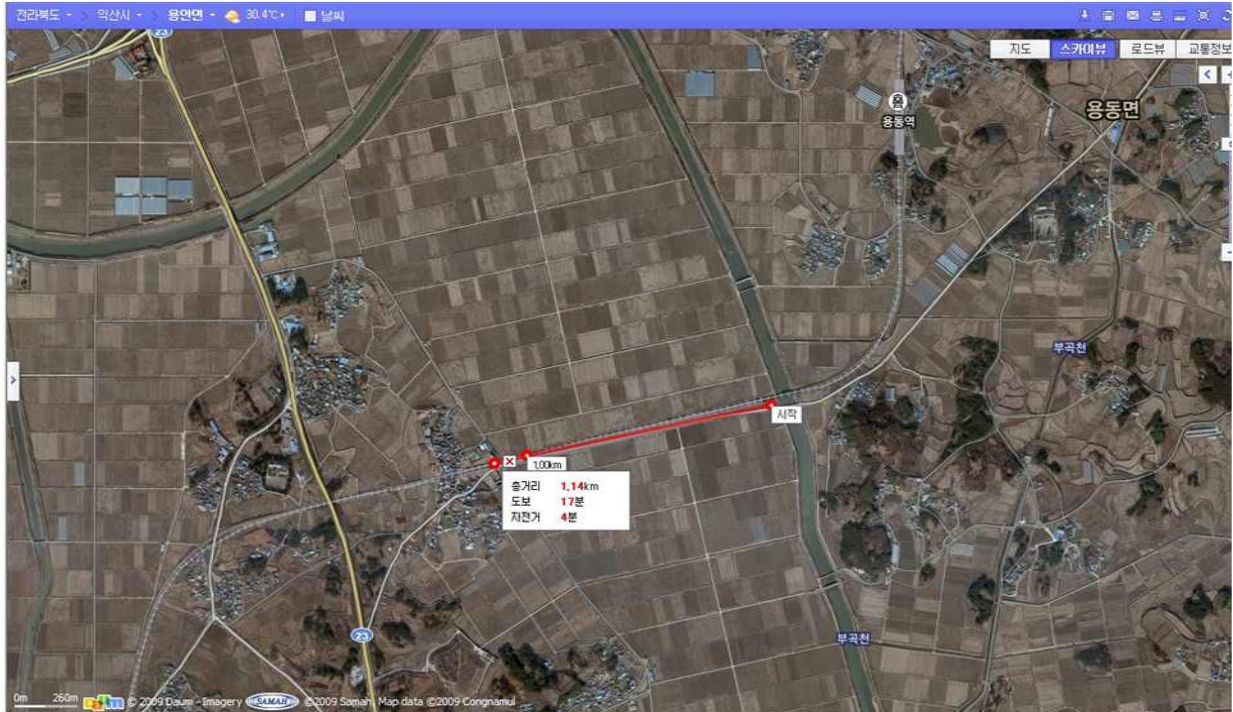 전라북도 익산시 용안면 30.4℃ 날씨
지도 스카이뷰 로드뷰 교통정보
23
용동역
용동면
부곡천
시작
1.00km
총거리 1.14km
도보 17분
자전거 4분
23
부곡천
0m 260m
© 2009 Daum - Imagery SAMAH ©2009 Samah, Map data ©2009 Congnamul